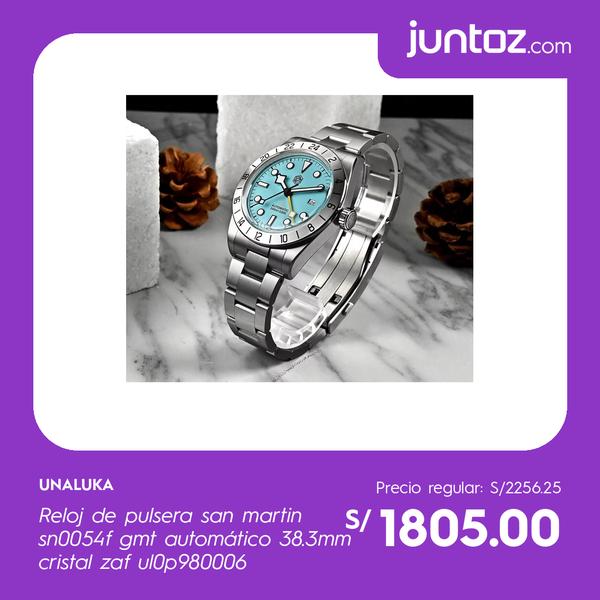 juntoz.com
UNALUKA
Reloj de pulsera san martin
sn0054f gmt automático 38.3mm
cristal zaf ul0p980006
Precio regular: S/2256.25
S/ 1805.00